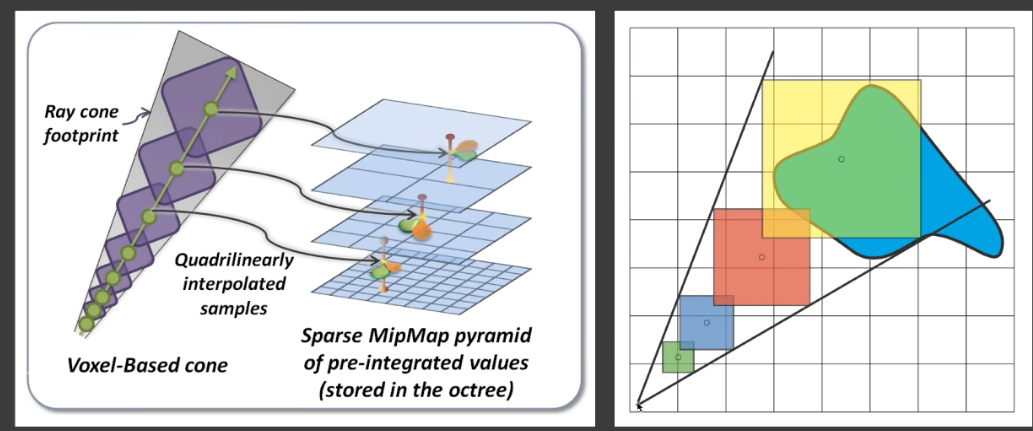 Ray cone
footprint
Quadrilinearly
interpolated
samples
Voxel-Based cone
Sparse MipMap pyramid
of pre-integrated values
(stored in the octree)